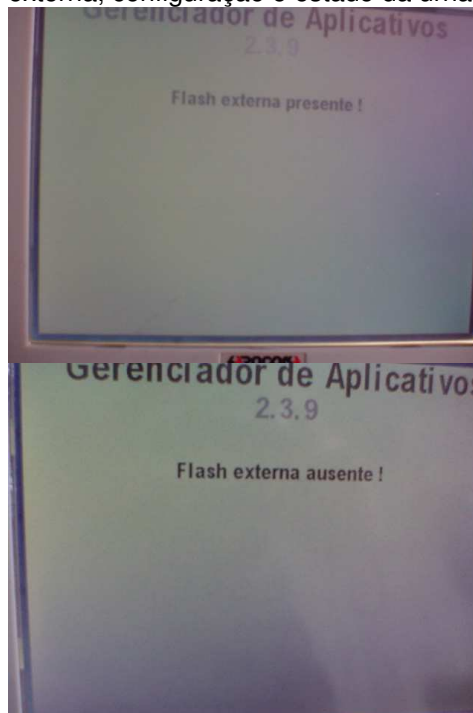 Gerenciador de Aplicativos
2.3.9
Flash externa presente !
Gerenciador de Aplicativos
2.3.9
Flash externa ausente !